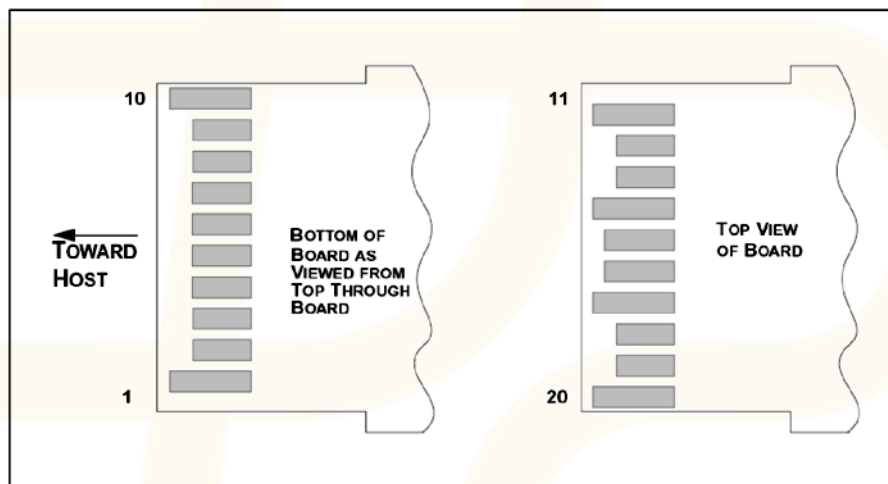 10
1
TOWARD
HOST
BOTTOM OF
BOARD AS
VIEWED FROM
TOP THROUGH
BOARD
11
20
TOP VIEW
OF BOARD